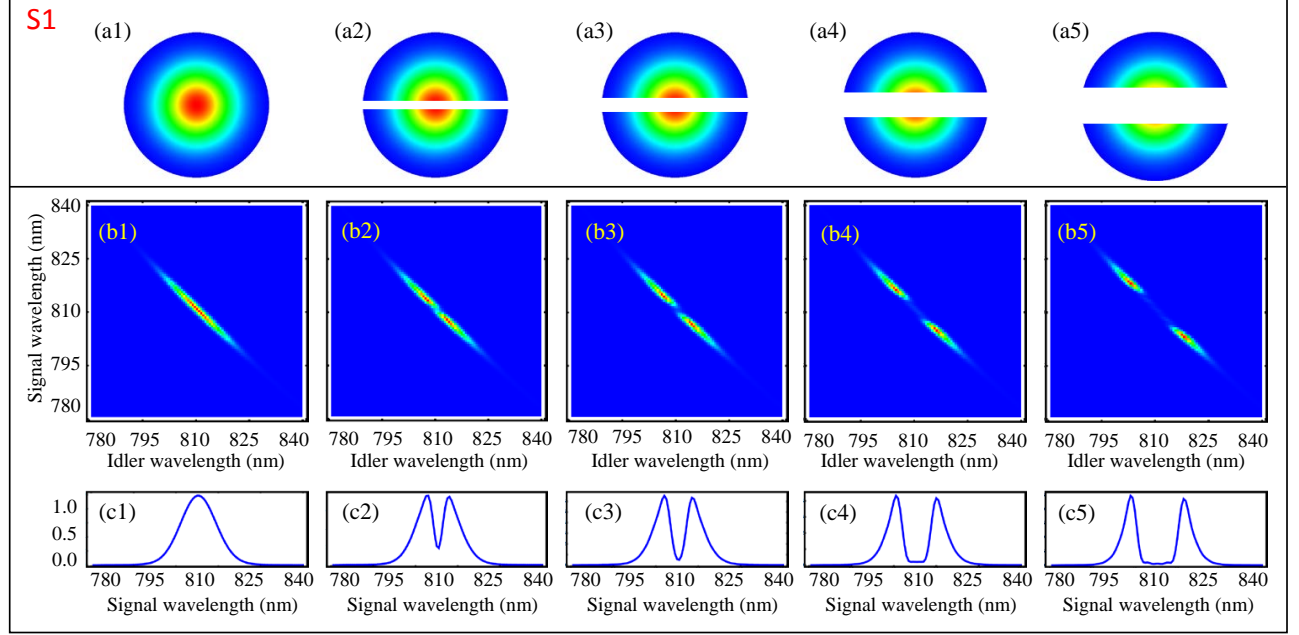 S1
(a1) (a2) (a3) (a4) (a5)
Signal wavelength (nm)
840
825
810
795
780
(b1) (b2) (b3) (b4) (b5)
780 795 810 825 840 780 795 810 825 840 780 795 810 825 840 780 795 810 825 840 780 795 810 825 840
Idler wavelength (nm) Idler wavelength (nm) Idler wavelength (nm) Idler wavelength (nm) Idler wavelength (nm)
1.0
0.5
0.0
(c1) (c2) (c3) (c4) (c5)
780 795 810 825 840 780 795 810 825 840 780 795 810 825 840 780 795 810 825 840 780 795 810 825 840
Signal wavelength (nm) Signal wavelength (nm) Signal wavelength (nm) Signal wavelength (nm) Signal wavelength (nm)